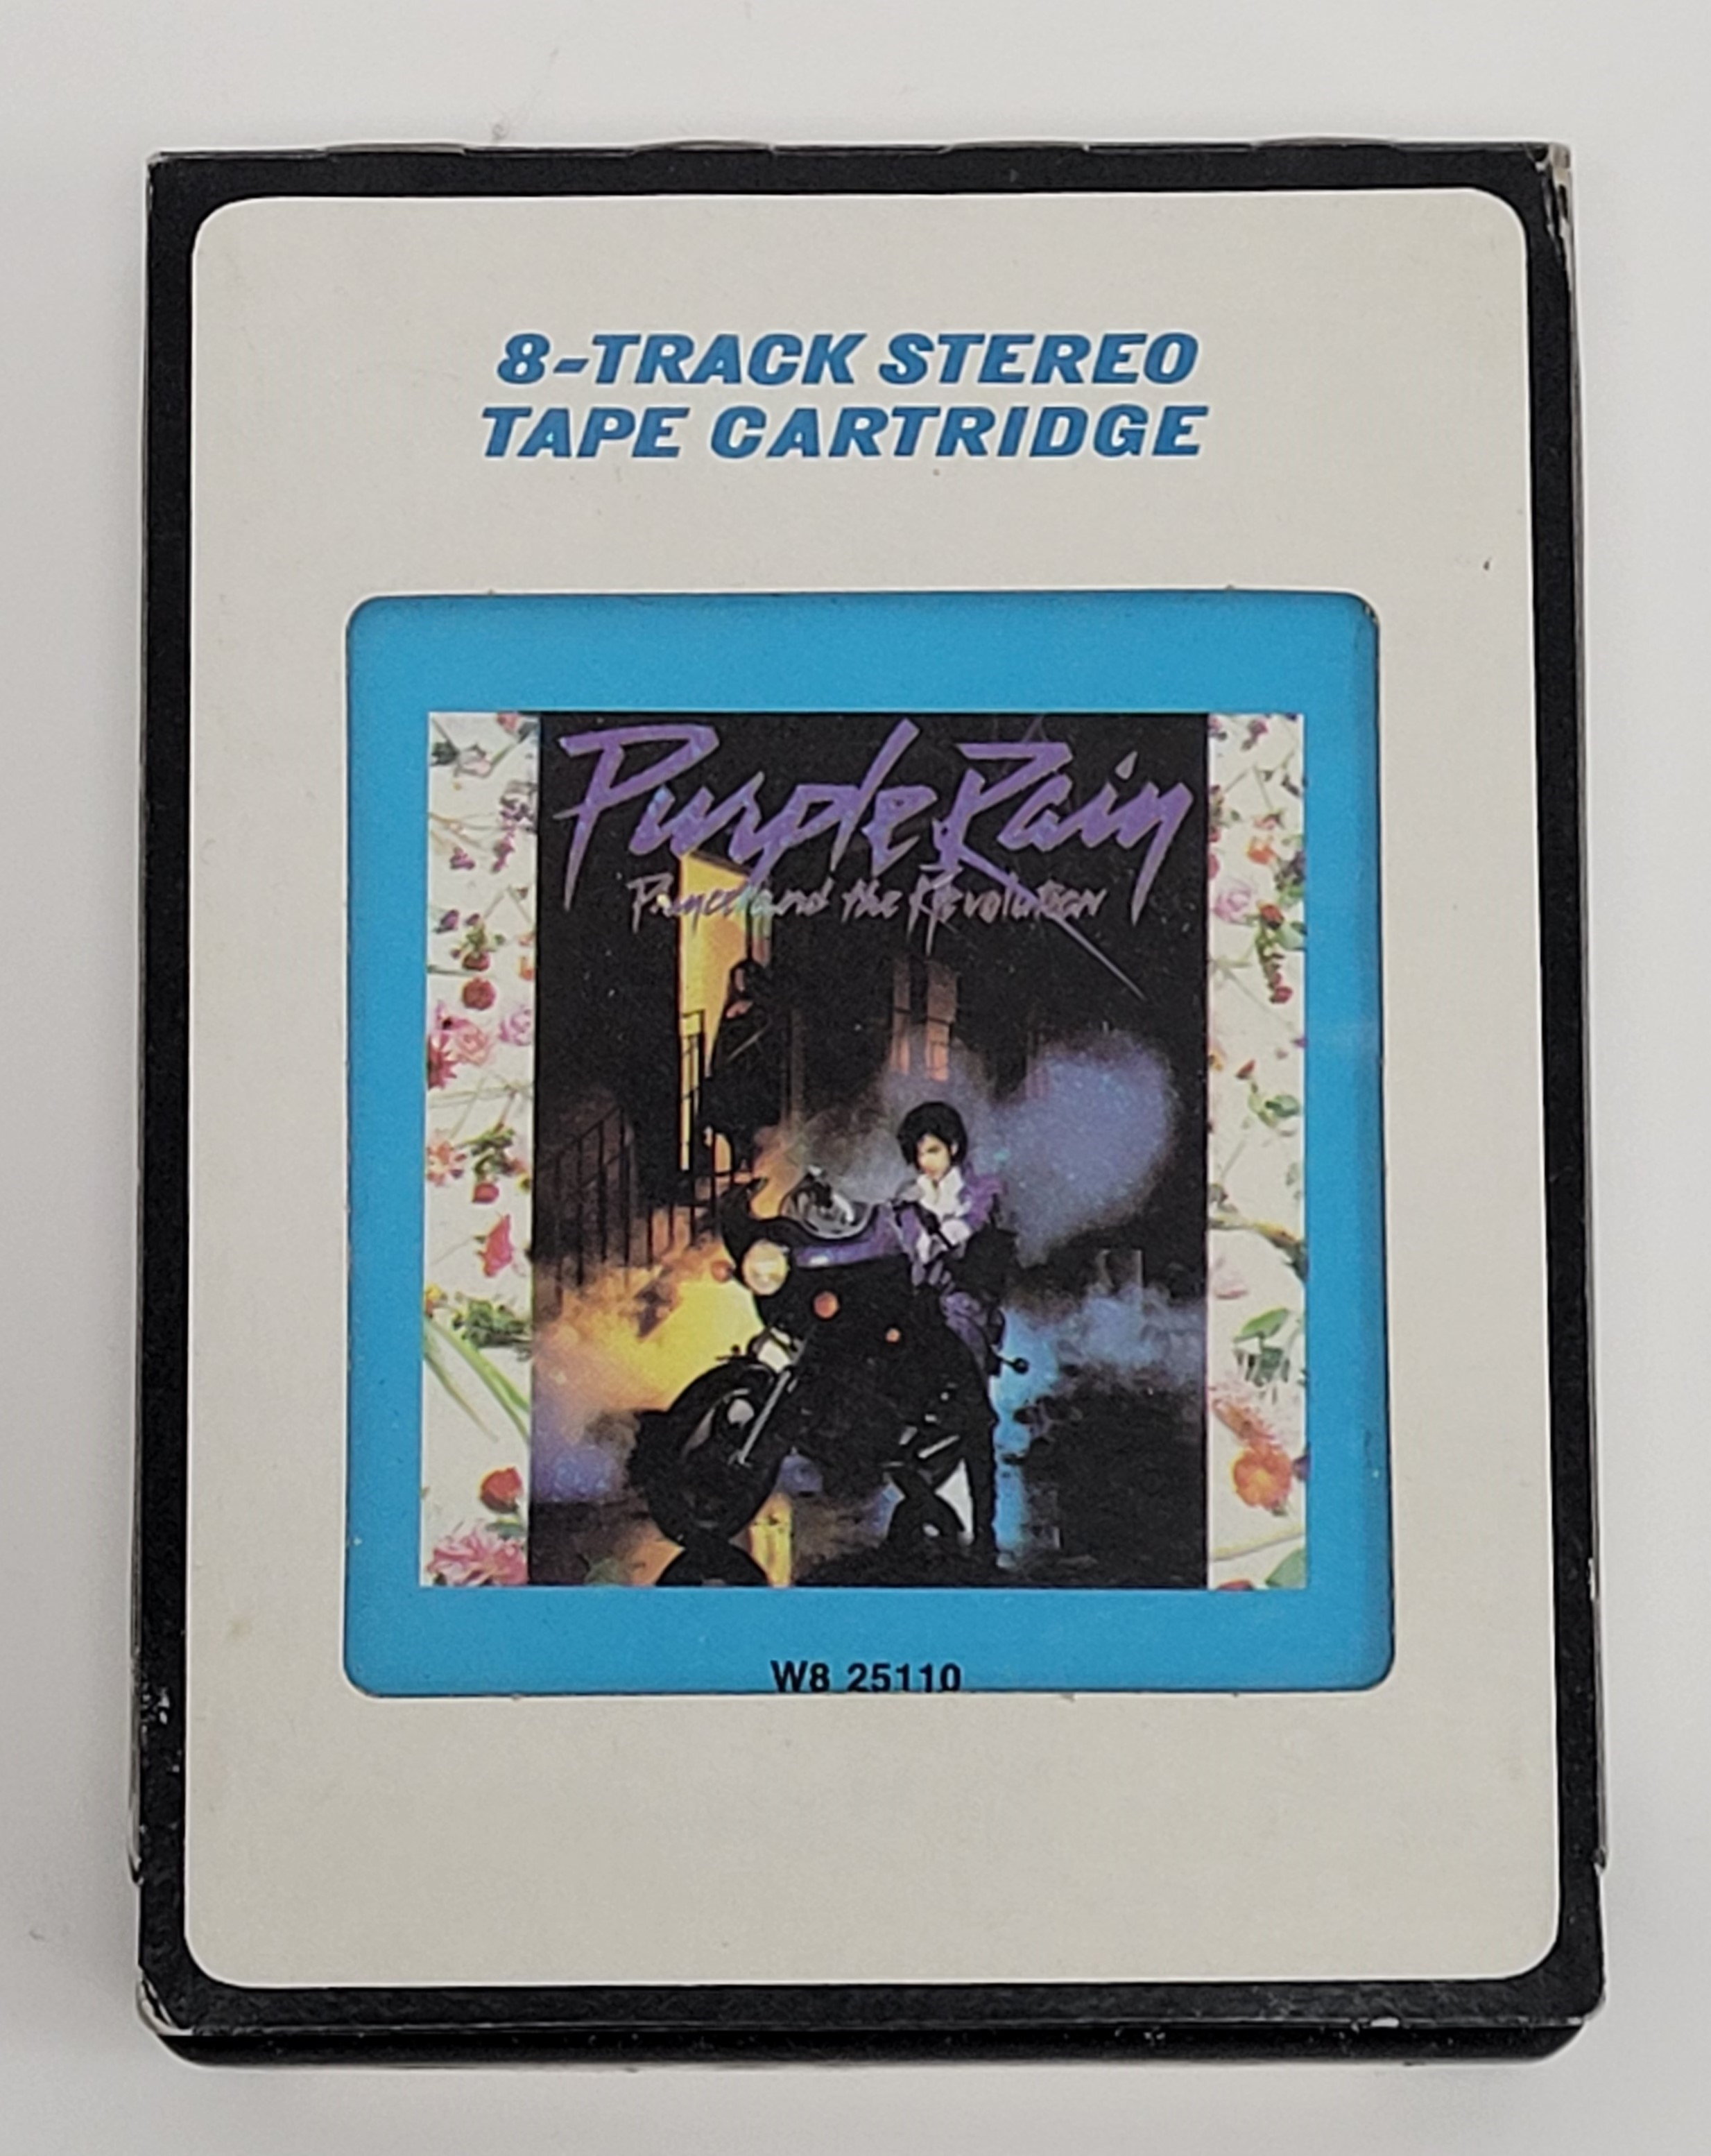 8-TRACK STEREO
TAPE CARTRIDGE
Purple Rain
Prince and the Revolution
W8 25110